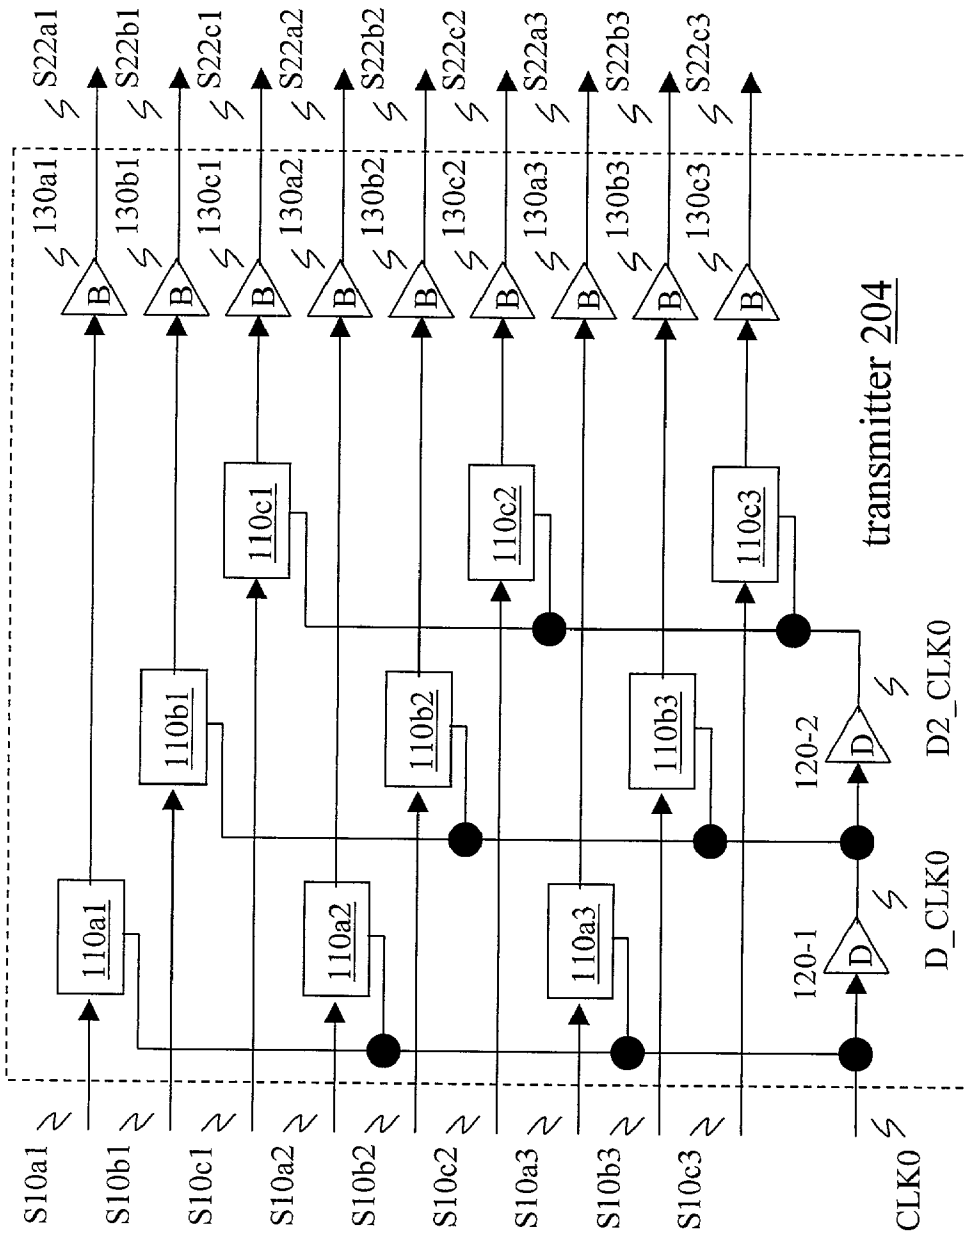 S22a1
S22b1
S22c1
S22a2
S22b2
S22c2
S22a3
S22b3
S22c3
130a1
130b1
130c1
130a2
130b2
130c2
130a3
130b3
130c3
B
B
B
B
B
B
B
B
B
110c1
110c2
110c3
transmitter 204
110b1
110b2
110b3
120-2
D
D2_CLK0
110a1
110a2
110a3
120-1
D
D_CLK0
S10a1
S10b1
S10c1
S10a2
S10b2
S10c2
S10a3
S10b3
S10c3
CLK0